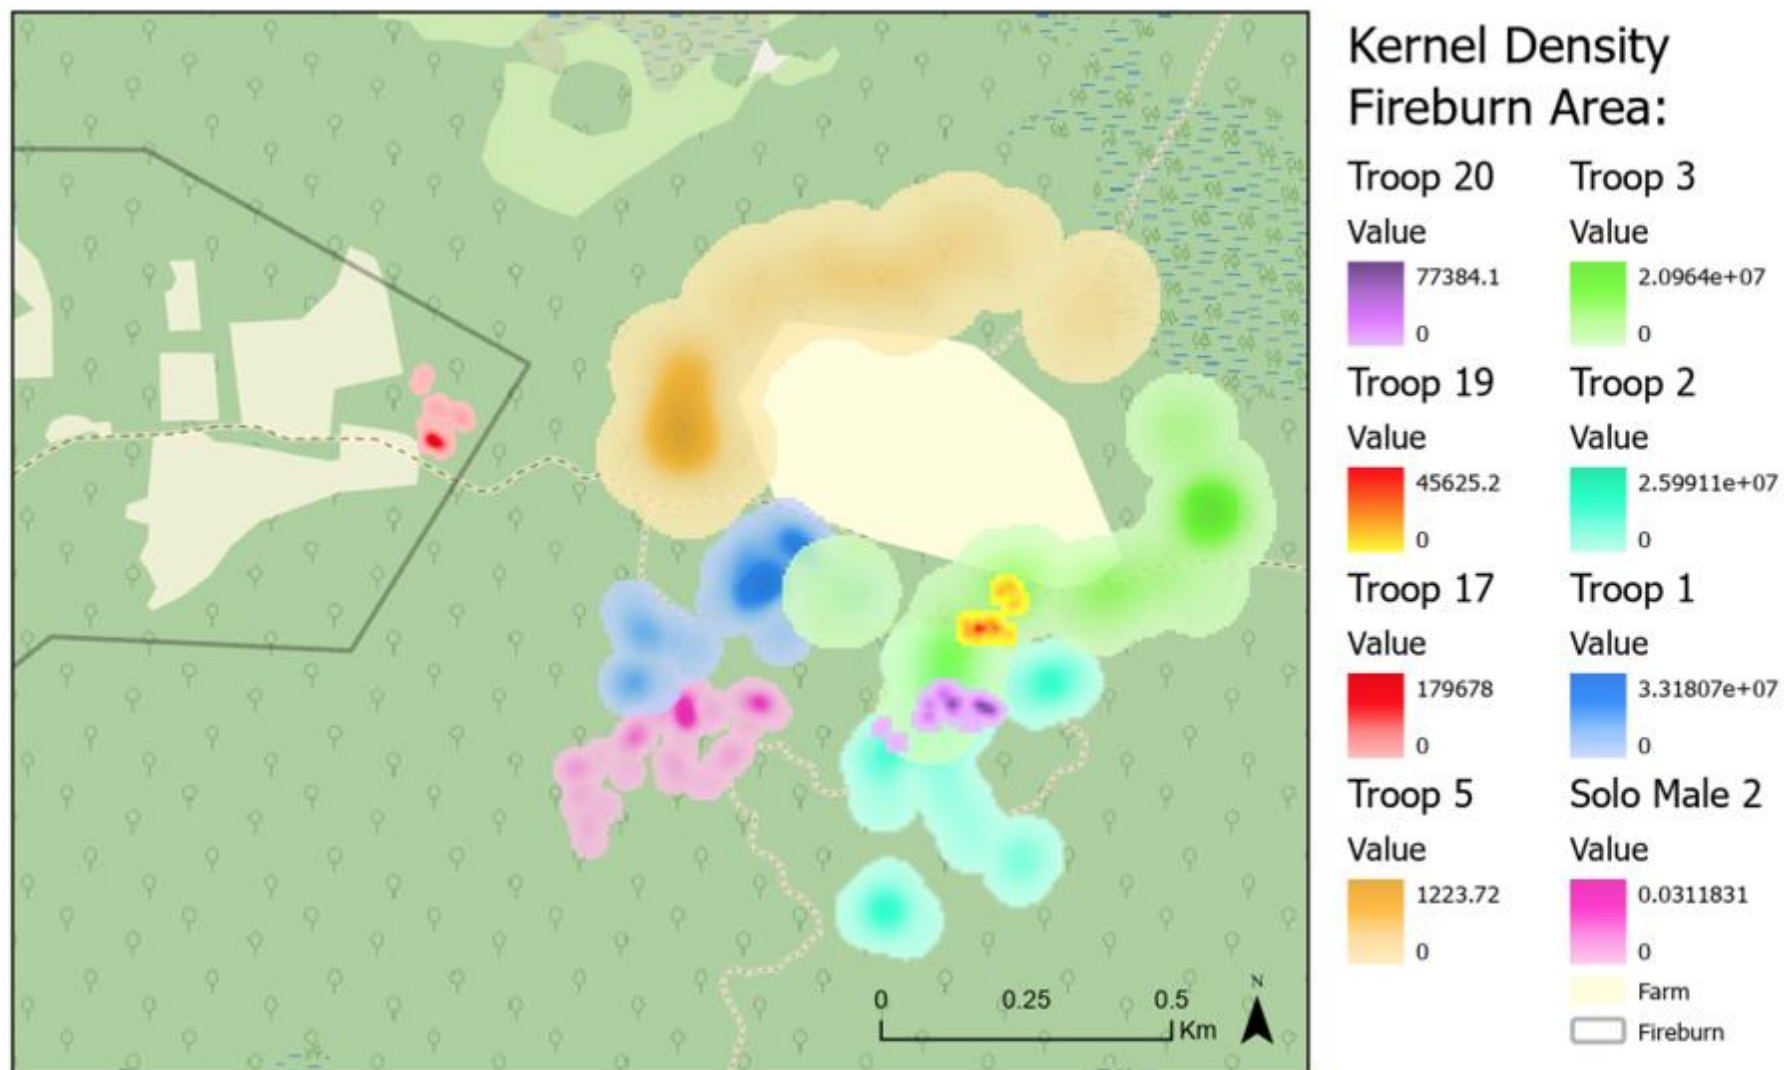 Kernel Density
Fireburn Area:
Troop 20
Value
77384.1
0
Troop 19
Value
45625.2
0
Troop 17
Value
179678
0
Troop 5
Value
1223.72
0
Troop 3
Value
2.0964e+07
0
Troop 2
Value
2.59911e+07
0
Troop 1
Value
3.31807e+07
0
Solo Male 2
Value
0.0311831
0
Farm
Fireburn
0 0.25 0.5
Km
N